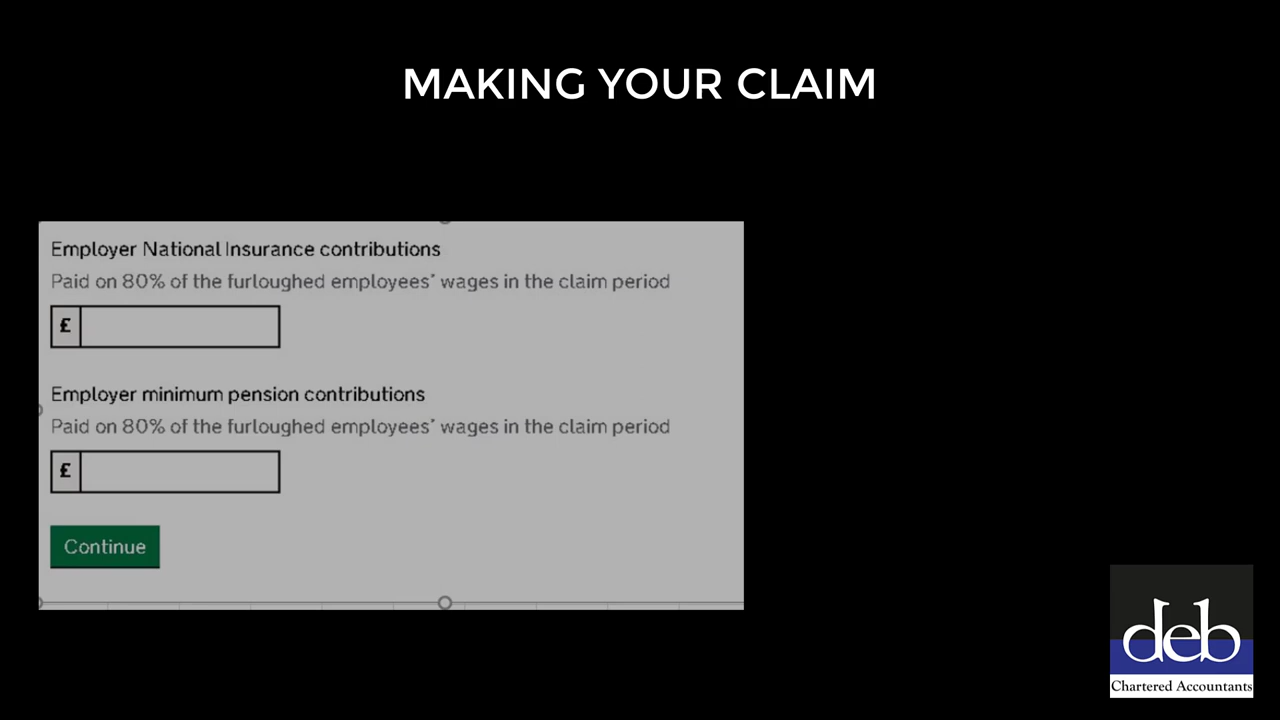 MAKING YOUR CLAIM
Employer National Insurance contributions
Paid on 80% of the furloughed employees’ wages in the claim period
£
Employer minimum pension contributions
Paid on 80% of the furloughed employees’ wages in the claim period
£
Continue
deb
Chartered Accountants